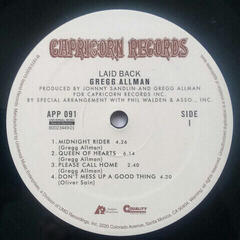 CAPRICORN RECORDS
LAID BACK
GREGG ALLMAN
PRODUCED BY JOHNNY SANDLIN AND GREGG ALLMAN
FOR CAPRICORN RECORDS INC.
BY SPECIAL ARRANGEMENT WITH PHIL WALDEN & ASSO., INC.
APP 091
SIDE
1
1. MIDNIGHT RIDER 4.26
(Gregg Allman)
2. QUEEN OF HEARTS 6.14
(Gregg Allman)
3. PLEASE CALL HOME 2.40
(Gregg Allman)
4. DON'T MESS UP A GOOD THING 4.20
(Oliver Sain)
QUALITY